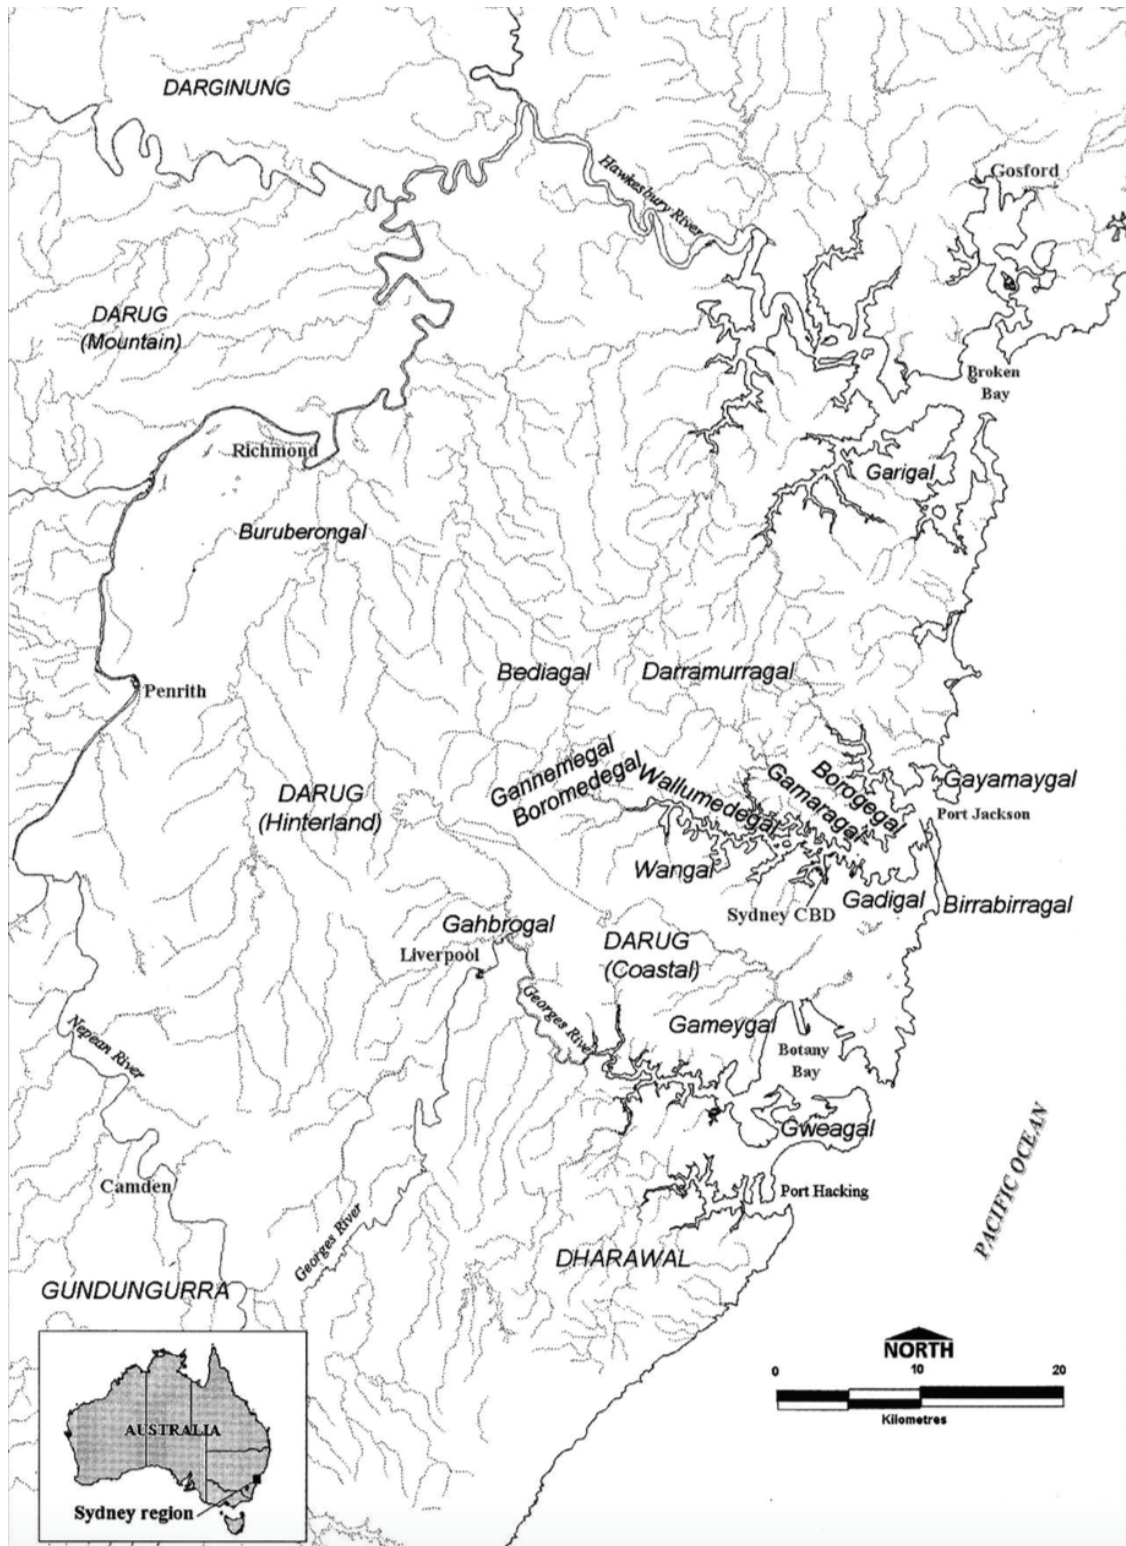 DARGINUNG
Hawkesbury River
Gosford
DARUG
(Mountain)
Broken
Bay
Richmond
Garigal
Buruberongal
Bediagal
Darramurragal
Penrith
Gannemegal
Boromedegal
Wallumedegal
Gamaragal
Borogegal
Gayamaygal
Port Jackson
DARUG
(Hinterland)
Wangal
Sydney CBD
Gadigal
Birrabirragal
Gahbrogal
Liverpool
DARUG
(Coastal)
Georges River
Gameygal
Botany
Bay
Nepean River
Gweagal
Camden
Port Hacking
PACIFIC OCEAN
Georges River
DHARAWAL
GUNDUNGURRA
NORTH
0 10 20
Kilometres
AUSTRALIA
Sydney region